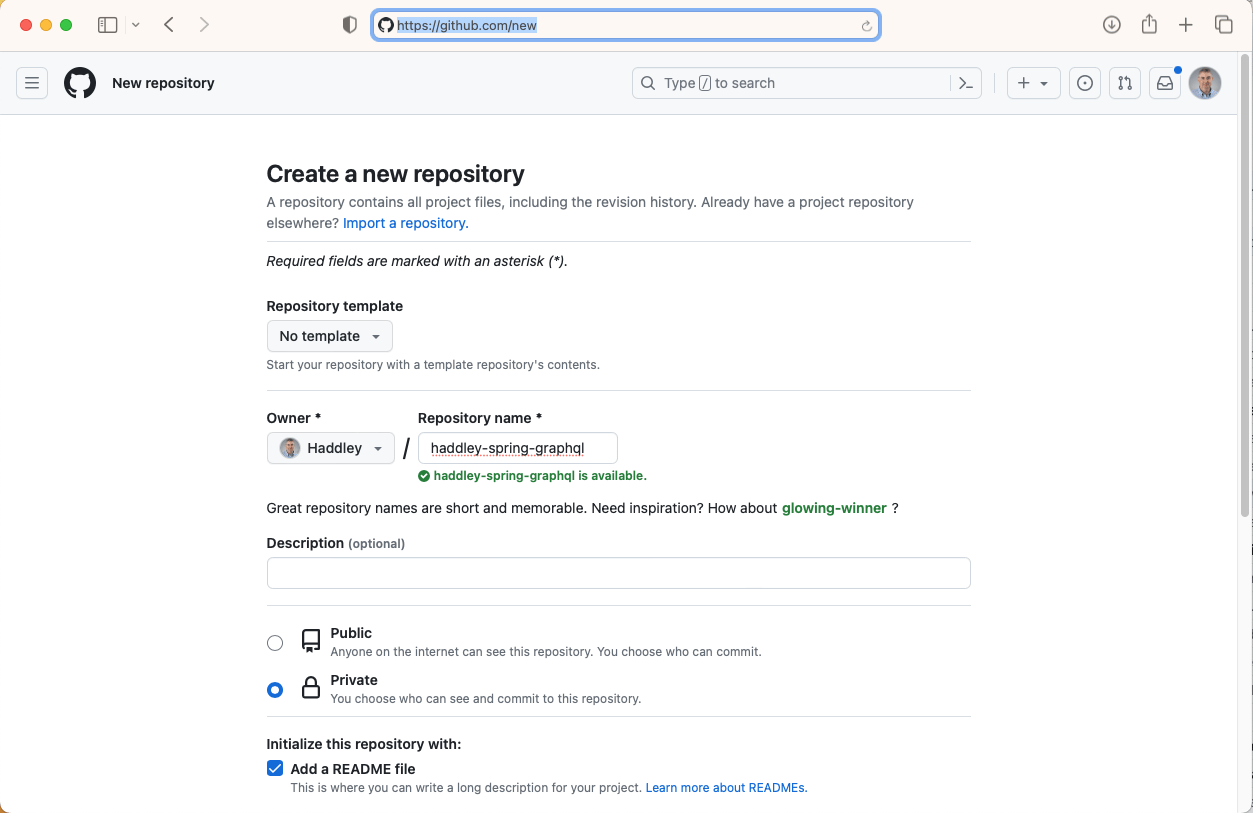 https://github.com/new
New repository
Type / to search
Create a new repository
A repository contains all project files, including the revision history. Already have a project repository
elsewhere? Import a repository.
Required fields are marked with an asterisk (*).
Repository template
No template
Start your repository with a template repository's contents.
Owner * Repository name *
Haddley / haddley-spring-graphql
haddley-spring-graphql is available.
Great repository names are short and memorable. Need inspiration? How about glowing-winner ?
Description (optional)
Public
Anyone on the internet can see this repository. You choose who can commit.
Private
You choose who can see and commit to this repository.
Initialize this repository with:
Add a README file
This is where you can write a long description for your project. Learn more about READMEs.